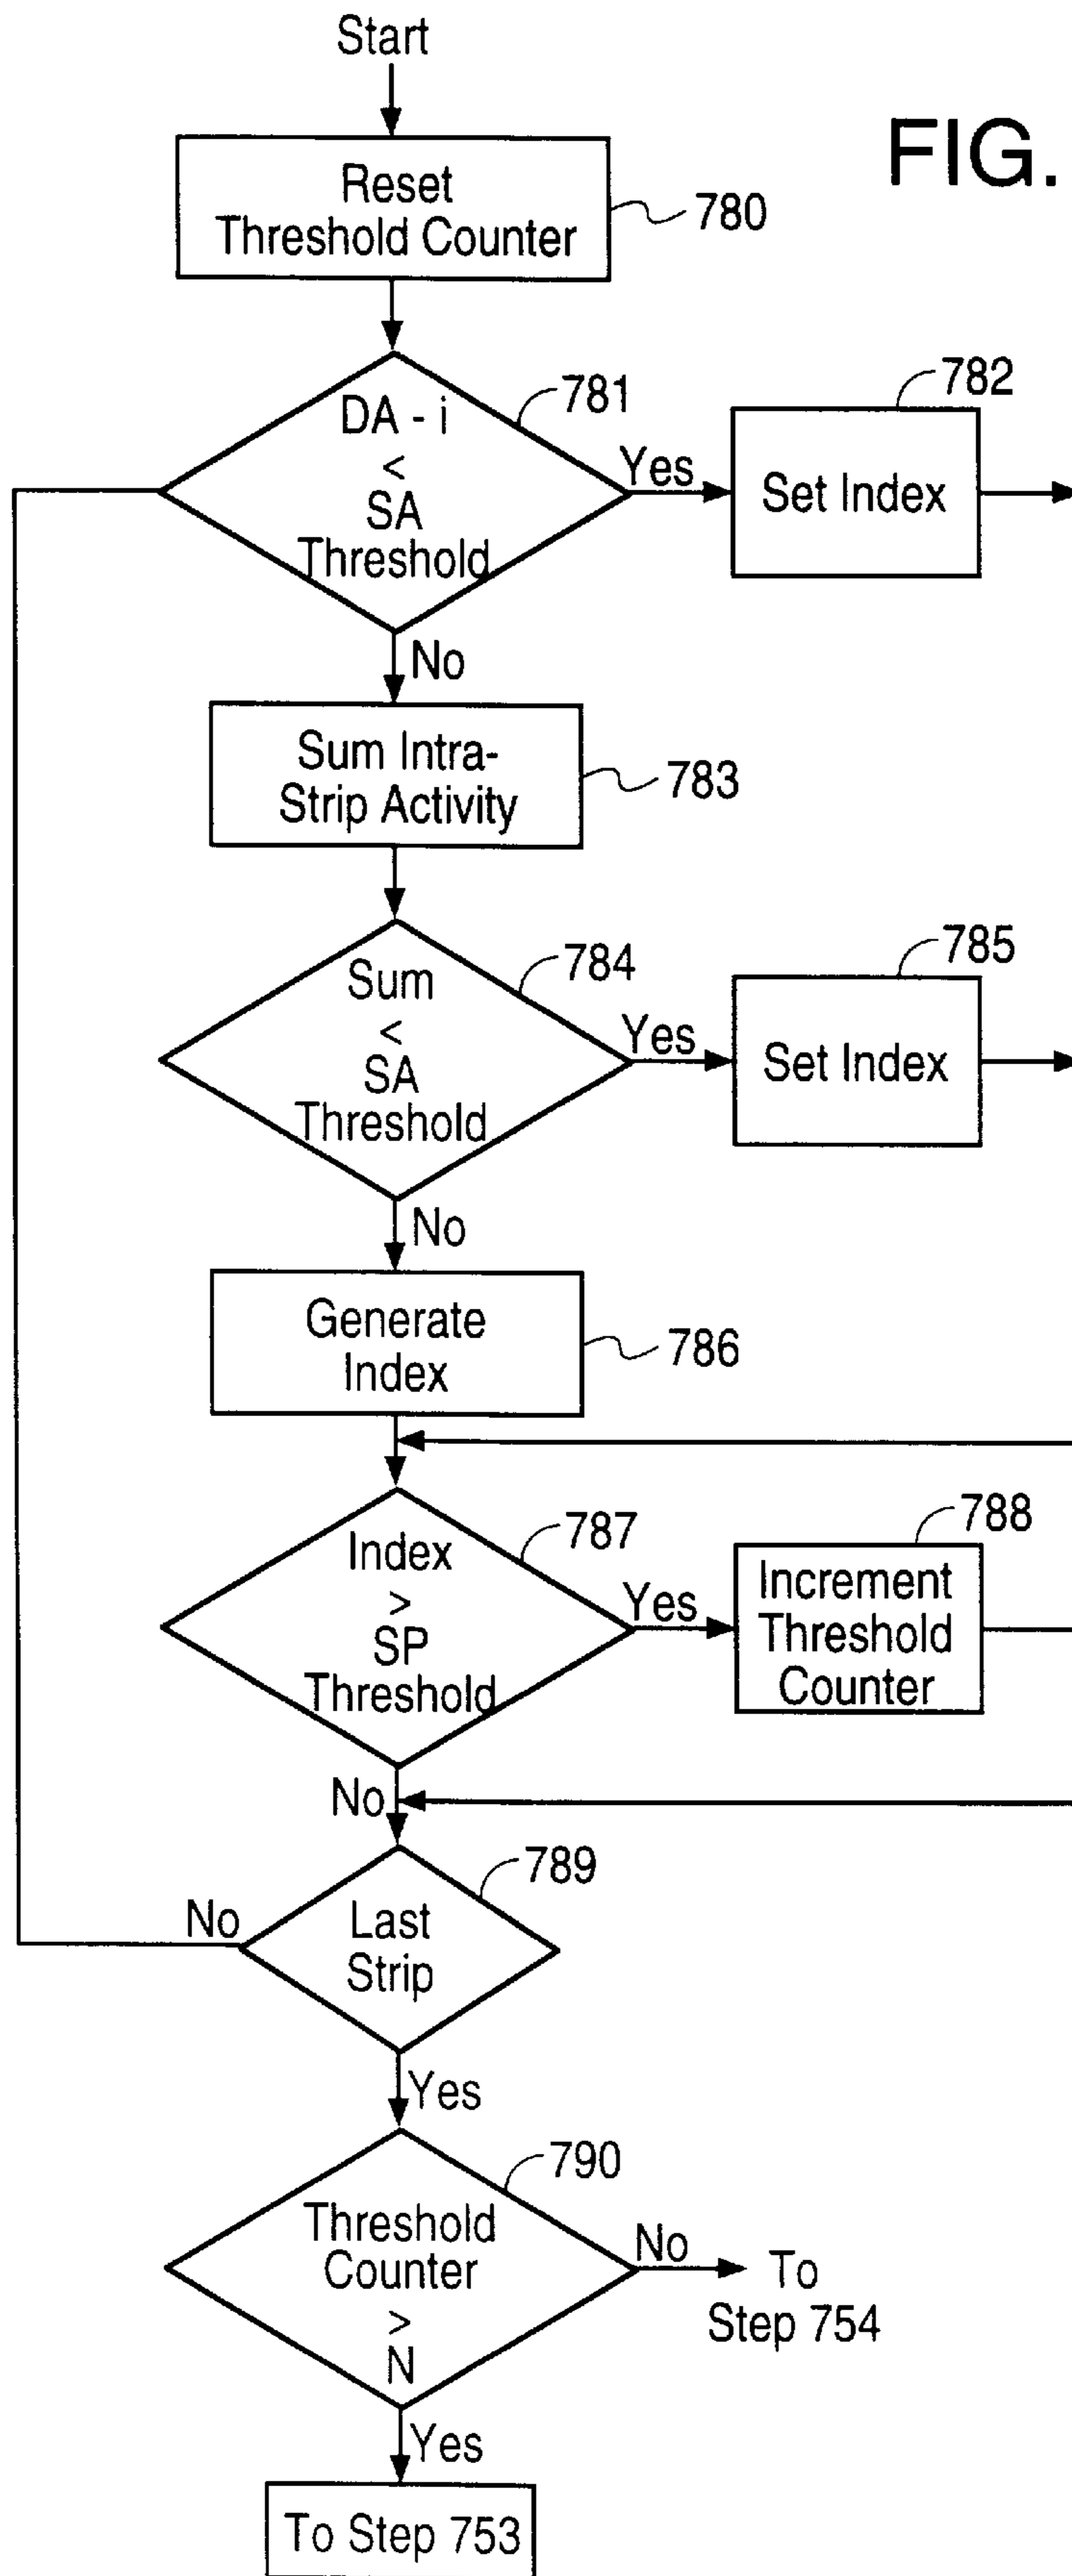 Start
FIG.
Reset
Threshold Counter
780
DA - i
<
SA
Threshold
781
Yes
782
Set Index
No
Sum Intra-
Strip Activity
783
Sum
<
SA
Threshold
784
Yes
785
Set Index
No
Generate
Index
786
Index
>
SP
Threshold
787
Yes
788
Increment
Threshold
Counter
No
789
Last
Strip
No
Yes
790
Threshold
Counter
>
N
No
To
Step 754
Yes
To Step 753